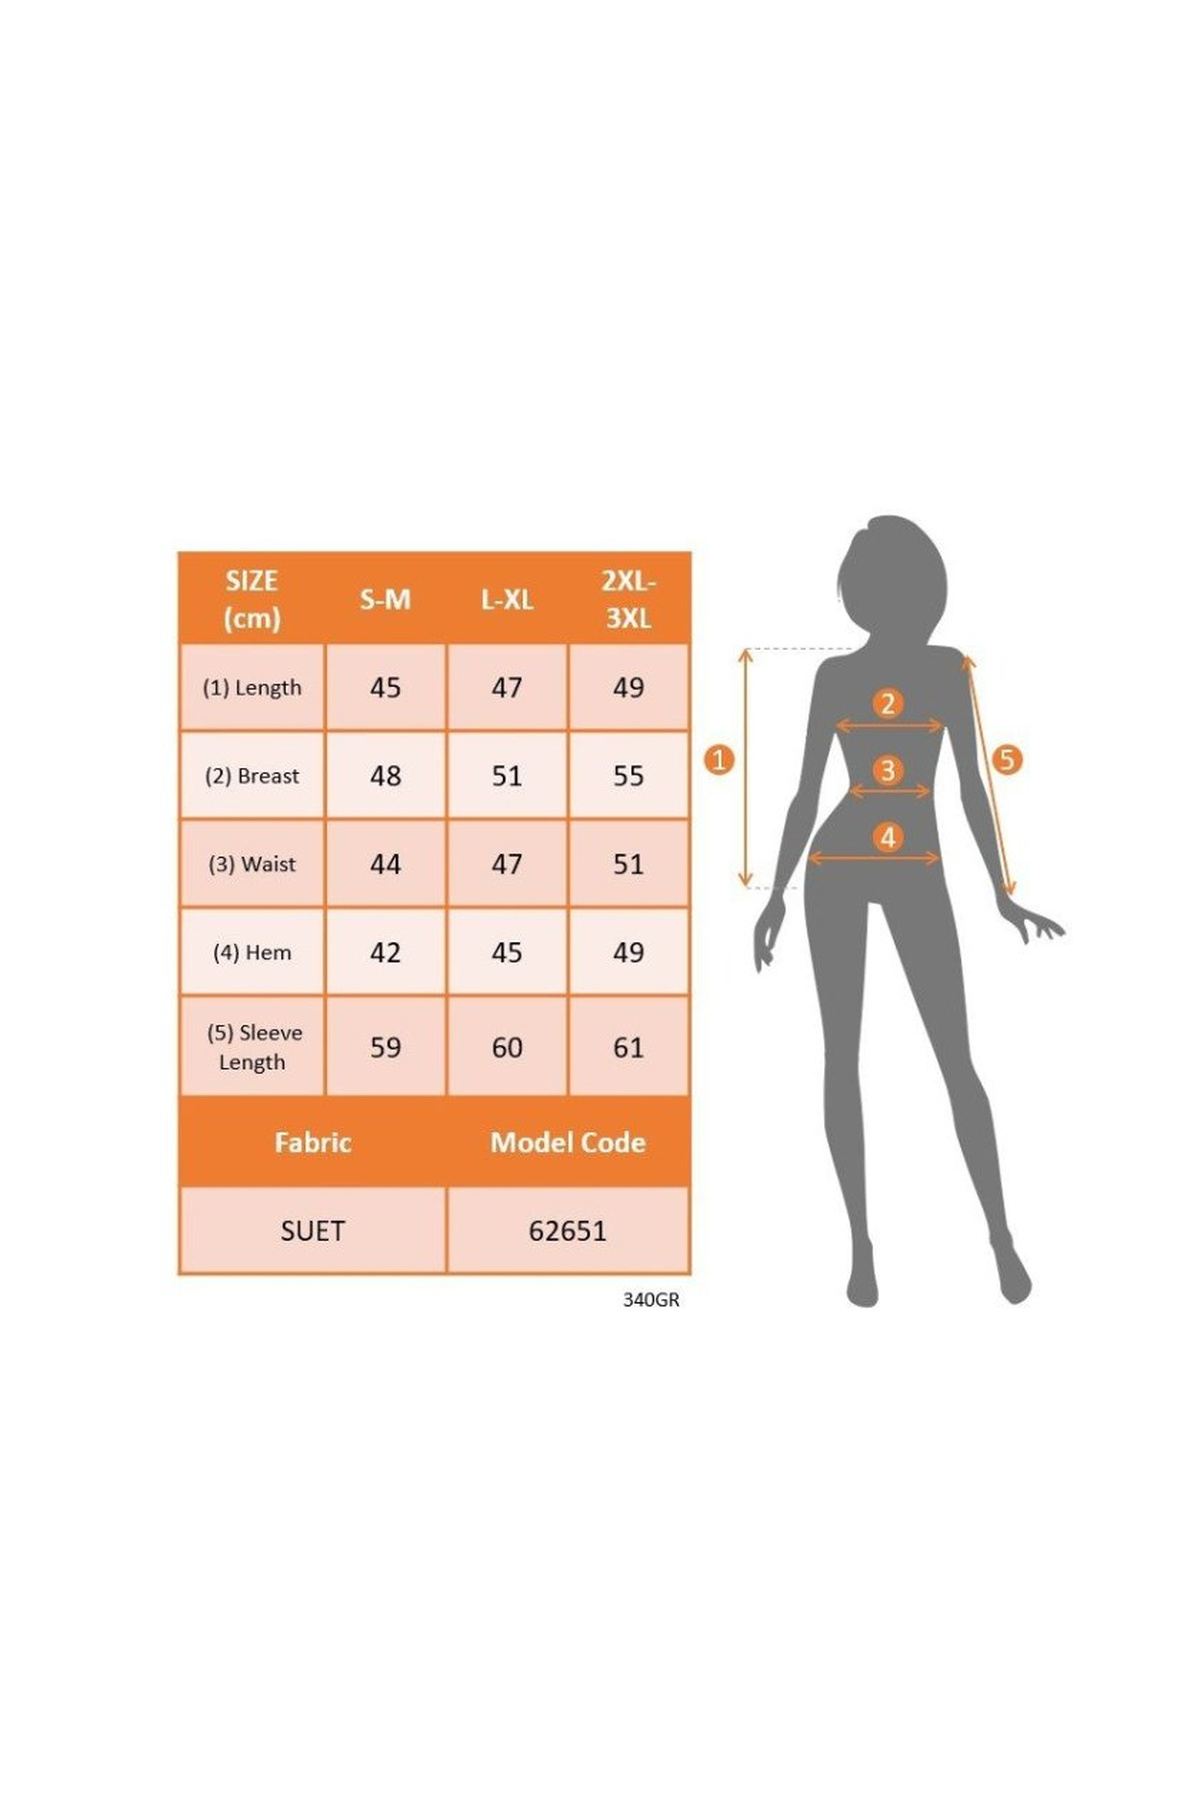 SIZE (cm) S-M L-XL 2XL-3XL
(1) Length 45 47 49
(2) Breast 48 51 55
(3) Waist 44 47 51
(4) Hem 42 45 49
(5) Sleeve Length 59 60 61
Fabric Model Code
SUET 62651
340GR
1
2
3
4
5